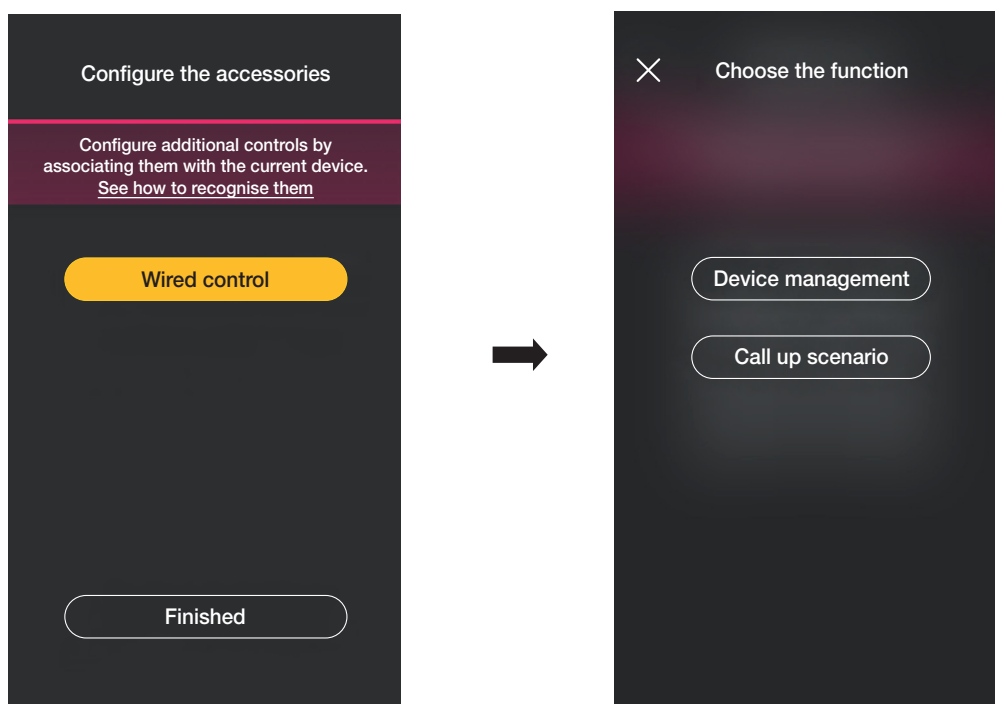 Configure the accessories
Configure additional controls by
associating them with the current device.
See how to recognise them
Wired control
Finished
Choose the function
Device management
Call up scenario